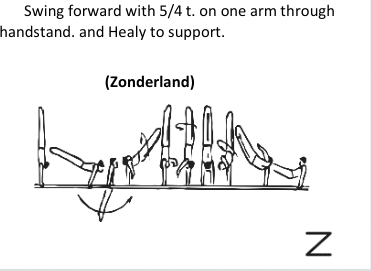 Swing forward with 5/4 t. on one arm through
handstand. and Healy to support.
(Zonderland)
Z